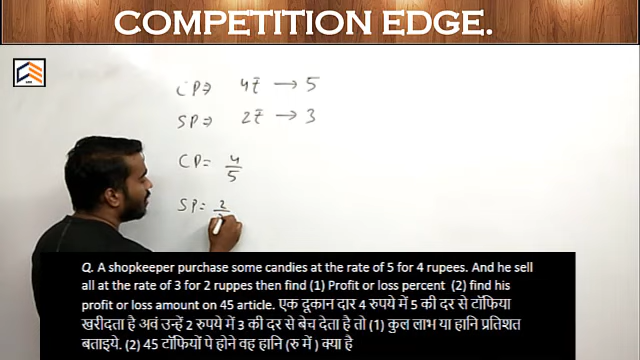 COMPETITION EDGE.
CP⇒ 4₹ → 5
SP⇒ 2₹ → 3
CP= 4/5
SP= 2
Q. A shopkeeper purchase some candies at the rate of 5 for 4 rupees. And he sell
all at the rate of 3 for 2 ruppes then find (1) Profit or loss percent (2) find his
profit or loss amount on 45 article. एक दूकान दार 4 रुपये में 5 की दर से टॉफिया
खरीदता है अवं उन्हें 2 रुपये में 3 की दर से बेच देता है तो (1) कुल लाभ या हानि प्रतिशत
बताइये. (2) 45 टॉफियों पे होने वह हानि (रु में ) क्या है